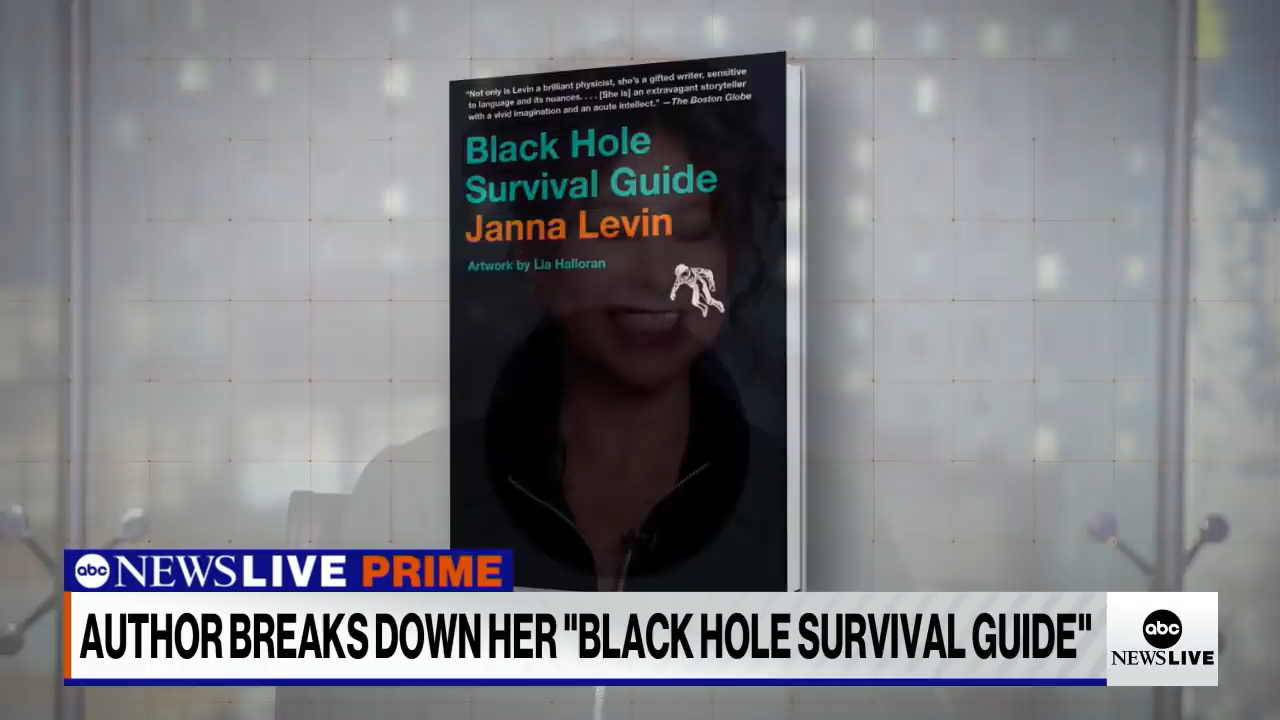 "Not only is Levin a brilliant physicist, she's a gifted writer, sensitive
to language and its nuances. . . . [She is] an extravagant storyteller
with a vivid imagination and an acute intellect." —The Boston Globe
Black Hole
Survival Guide
Janna Levin
Artwork by Lia Halloran
abc NEWS LIVE PRIME
AUTHOR BREAKS DOWN HER "BLACK HOLE SURVIVAL GUIDE"
abc
NEWS LIVE